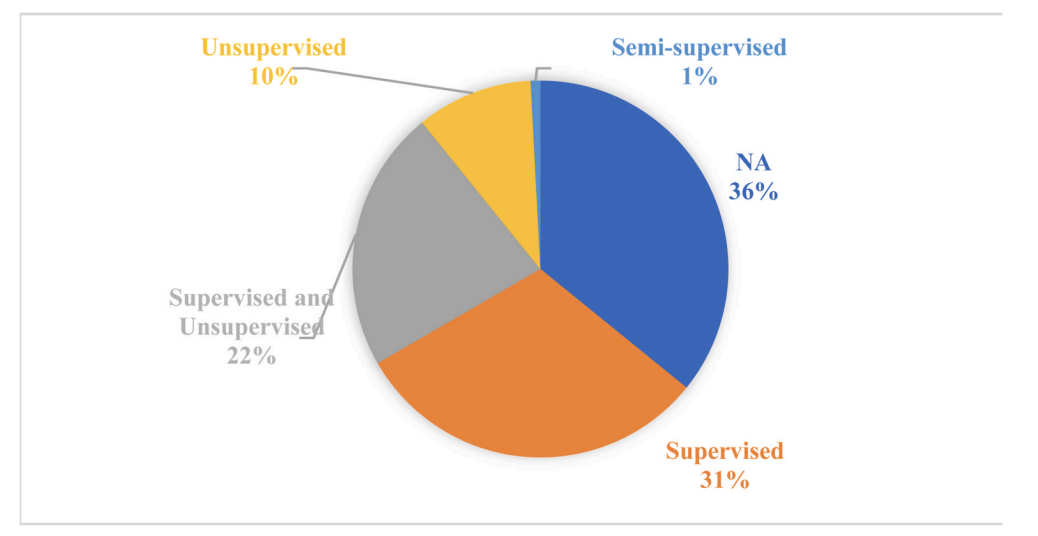 Unsupervised
10%
Semi-supervised
1%
NA
36%
Supervised and
Unsupervised
22%
Supervised
31%